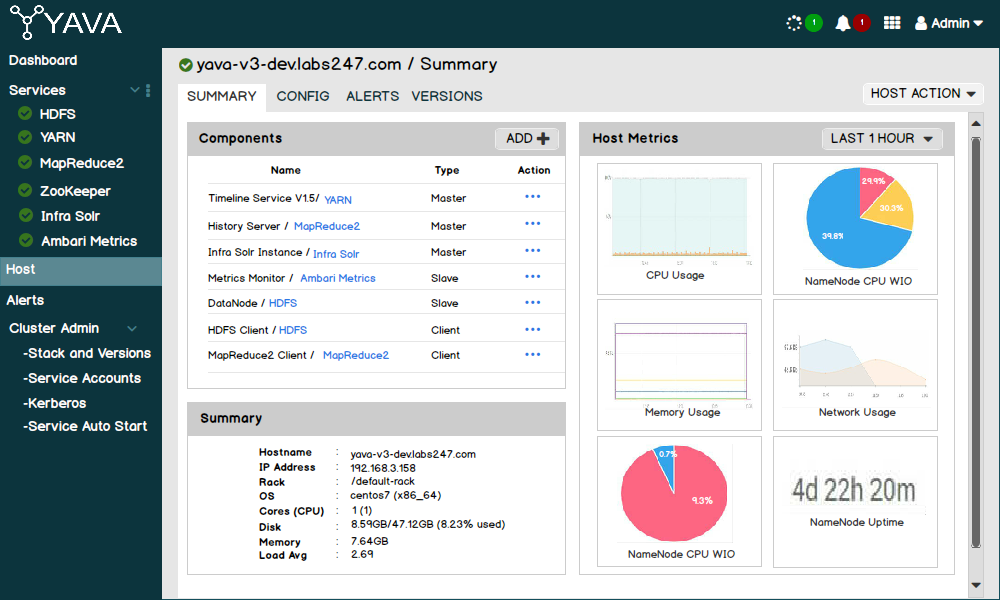 YAVA
1
1
Admin
Dashboard
Services
HDFS
YARN
MapReduce2
ZooKeeper
Infra Solr
Ambari Metrics
Host
Alerts
Cluster Admin
-Stack and Versions
-Service Accounts
-Kerberos
-Service Auto Start
yava-v3-dev.labs247.com / Summary
SUMMARY CONFIG ALERTS VERSIONS
HOST ACTION
Components
ADD
Name Type Action
Timeline Service V1.5/ YARN Master
History Server / MapReduce2 Master
Infra Solr Instance / Infra Solr Master
Metrics Monitor / Ambari Metrics Slave
DataNode / HDFS Slave
HDFS Client / HDFS Client
MapReduce2 Client / MapReduce2 Client
Summary
Hostname : yava-v3-dev.labs247.com
IP Address : 192.168.3.158
Rack : /default-rack
OS : centos7 (x86_64)
Cores (CPU) : 1 (1)
Disk : 8.59GB/47.12GB (8.23% used)
Memory : 7.64GB
Load Avg : 2.69
Host Metrics
LAST 1 HOUR
CPU Usage
29.9%
30.3%
39.8%
NameNode CPU WIO
Memory Usage
Network Usage
0.7%
9.3%
NameNode CPU WIO
4d 22h 20m
NameNode Uptime